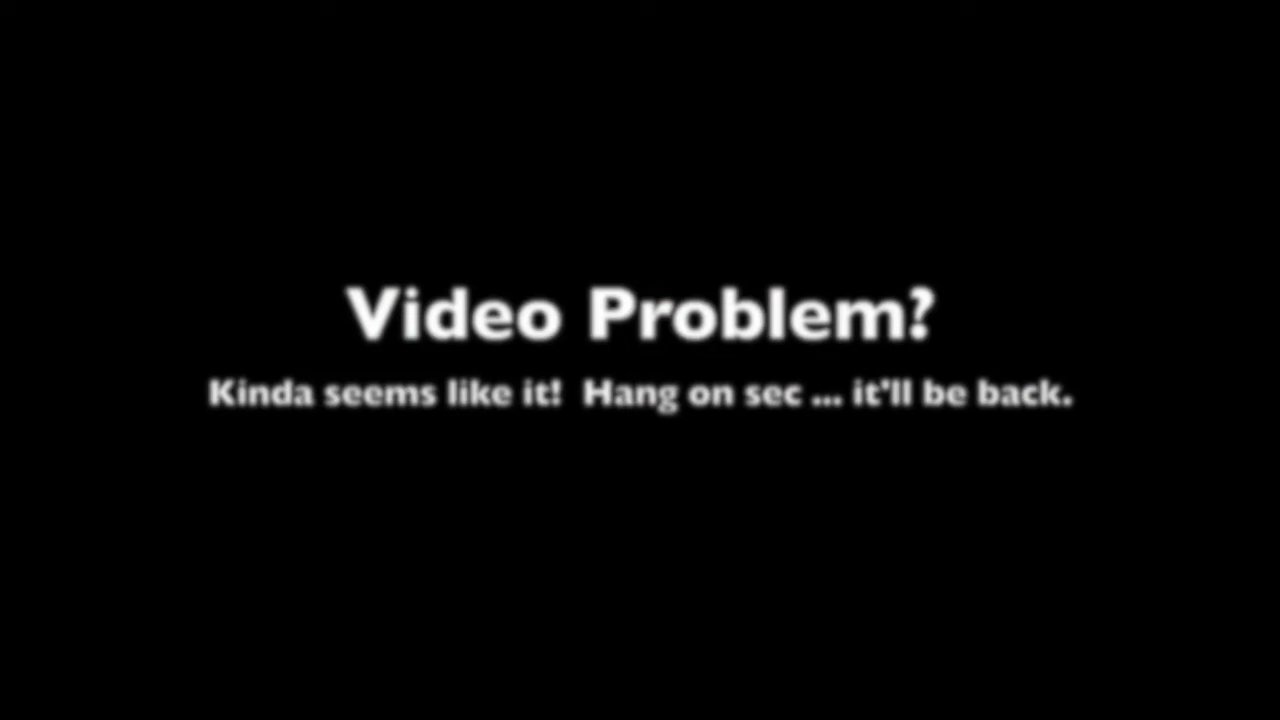 Video Problem?
Kinda seems like it!  Hang on sec ... it'll be back.